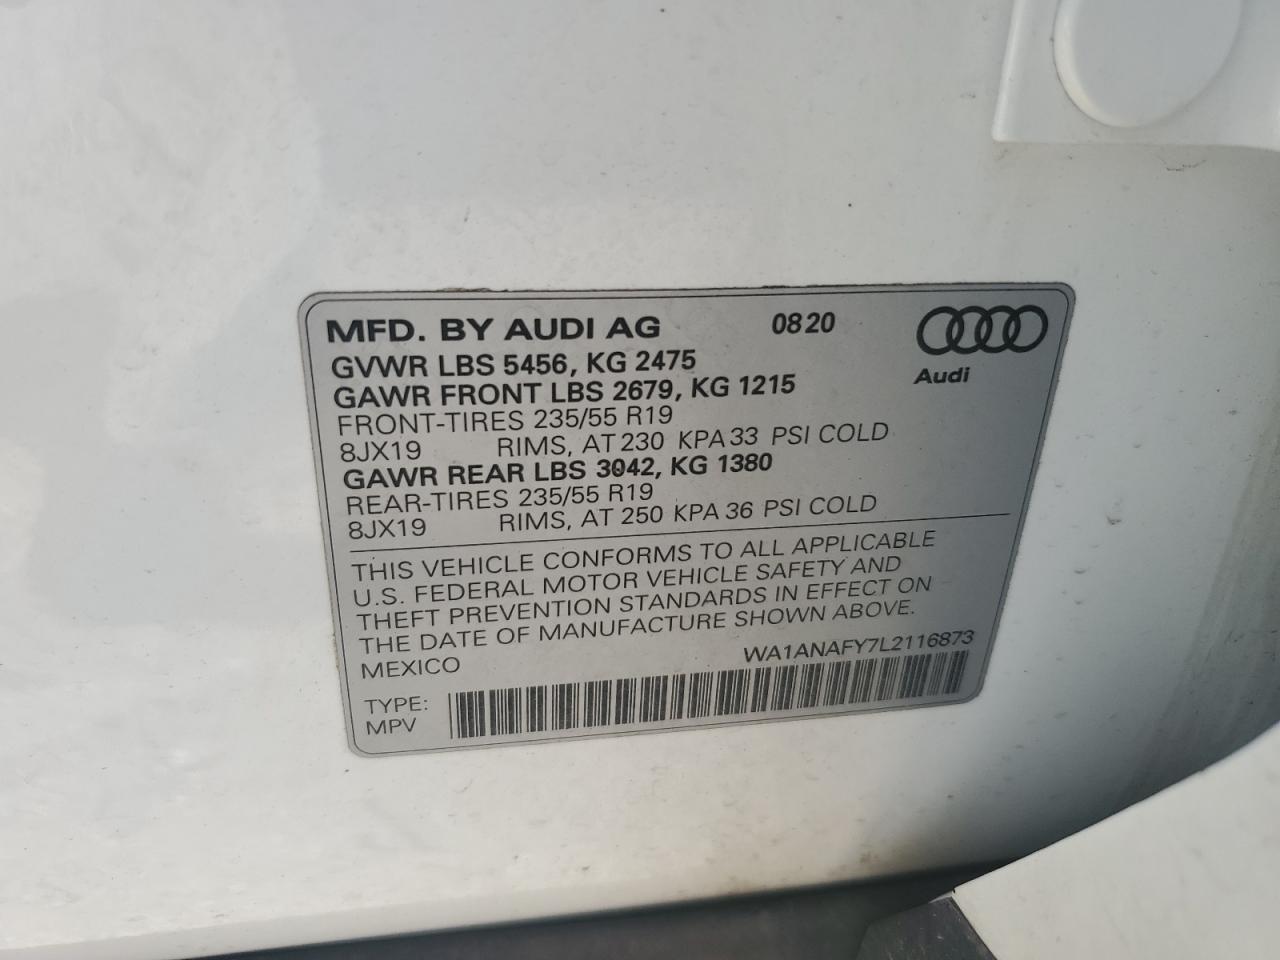 MFD. BY AUDI AG 0820
GVWR LBS 5456, KG 2475
Audi
GAWR FRONT LBS 2679, KG 1215
FRONT-TIRES 235/55 R19
8JX19 RIMS, AT 230 KPA 33 PSI COLD
GAWR REAR LBS 3042, KG 1380
REAR-TIRES 235/55 R19
8JX19 RIMS, AT 250 KPA 36 PSI COLD
THIS VEHICLE CONFORMS TO ALL APPLICABLE
U.S. FEDERAL MOTOR VEHICLE SAFETY AND
THEFT PREVENTION STANDARDS IN EFFECT ON
THE DATE OF MANUFACTURE SHOWN ABOVE.
MEXICO WA1ANAFY7L2116873
TYPE:
MPV